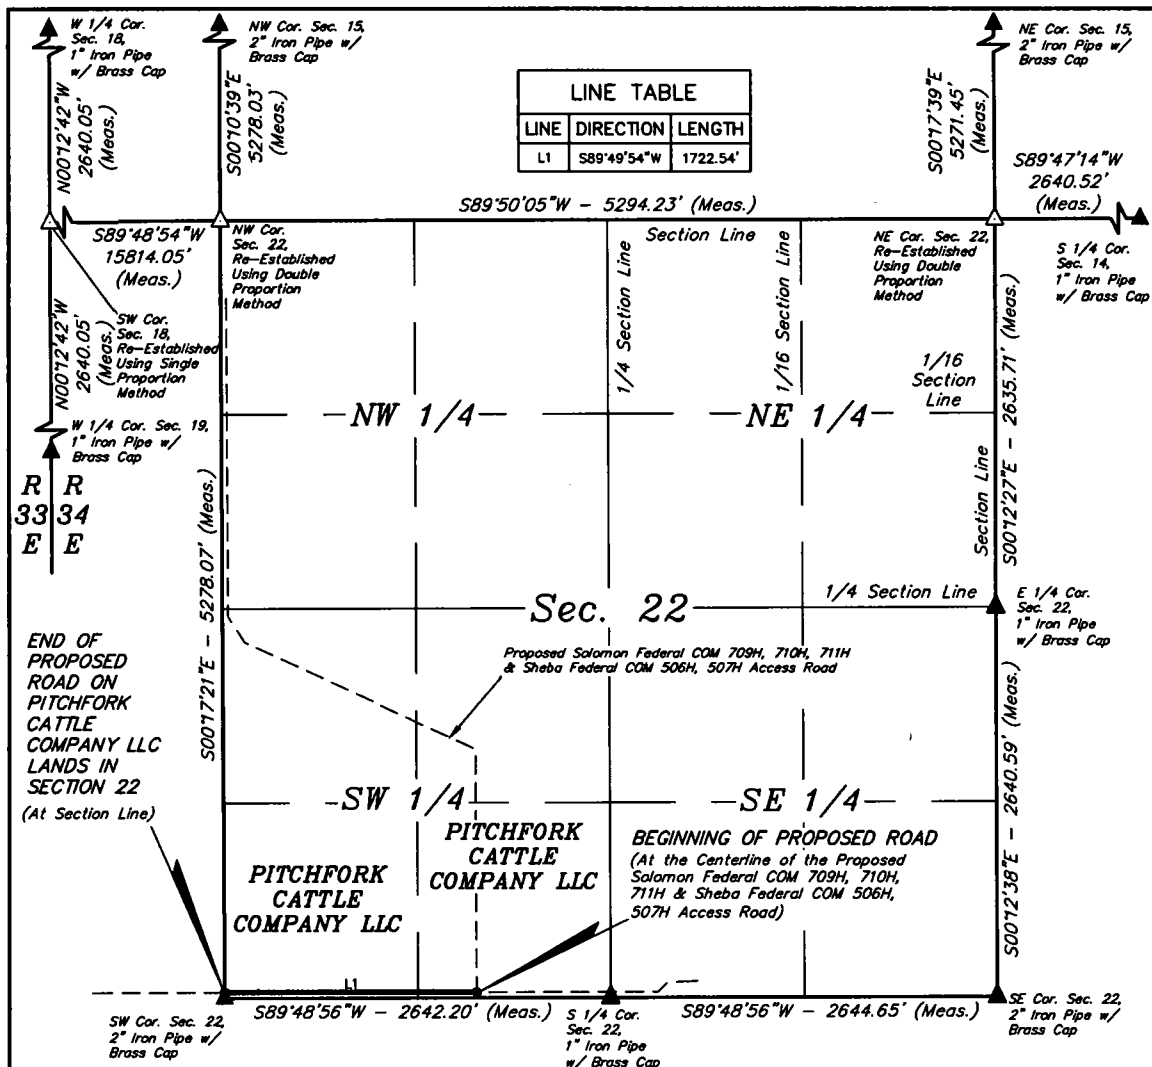 W 1/4 Cor.
Sec. 18,
1" Iron Pipe
w/ Brass Cap
NW Cor. Sec. 15,
2" Iron Pipe w/
Brass Cap
NE Cor. Sec. 15,
2" Iron Pipe w/
Brass Cap
N00°12'42"W
2640.05'
(Meas.)
S00°10'39"E
5278.03'
(Meas.)
LINE TABLE
LINE DIRECTION LENGTH
L1 S89°49'54"W 1722.54'
S00°17'39"E
5271.45'
(Meas.)
S89°47'14"W
2640.52'
(Meas.)
S89°50'05"W - 5294.23' (Meas.)
Section Line
S89°48'54"W
15814.05'
(Meas.)
NW Cor.
Sec. 22,
Re-Established
Using Double
Proportion
Method
NE Cor. Sec. 22,
Re-Established
Using Double
Proportion
Method
S 1/4 Cor.
Sec. 14,
1" Iron Pipe
w/ Brass Cap
N00°12'42"W
2640.05'
(Meas.)
SW Cor.
Sec. 18,
Re-Established
Using Single
Proportion
Method
1/4 Section Line
1/16 Section Line
1/16
Section
Line
S00°12'27"E - 2635.71' (Meas.)
Section Line
NW 1/4
NE 1/4
W 1/4 Cor. Sec. 19,
1" Iron Pipe w/
Brass Cap
R R
33 34
E E
S00°17'21"E - 5278.07' (Meas.)
Sec. 22
1/4 Section Line
E 1/4 Cor.
Sec. 22,
1" Iron Pipe
w/ Brass Cap
END OF
PROPOSED
ROAD ON
PITCHFORK
CATTLE
COMPANY LLC
LANDS IN
SECTION 22
(At Section Line)
Proposed Solomon Federal COM 709H, 710H, 711H
& Sheba Federal COM 506H, 507H Access Road
SW 1/4
SE 1/4
S00°12'38"E - 2640.59' (Meas.)
PITCHFORK
CATTLE
COMPANY LLC
PITCHFORK
CATTLE
COMPANY LLC
BEGINNING OF PROPOSED ROAD
(At the Centerline of the Proposed
Solomon Federal COM 709H, 710H,
711H & Sheba Federal COM 506H,
507H Access Road)
L1
S89°48'56"W - 2642.20' (Meas.)
S89°48'56"W - 2644.65' (Meas.)
SW Cor. Sec. 22,
2" Iron Pipe w/
Brass Cap
S 1/4 Cor.
Sec. 22,
1" Iron Pipe
w/ Brass Cap
SE Cor. Sec. 22,
2" Iron Pipe w/
Brass Cap